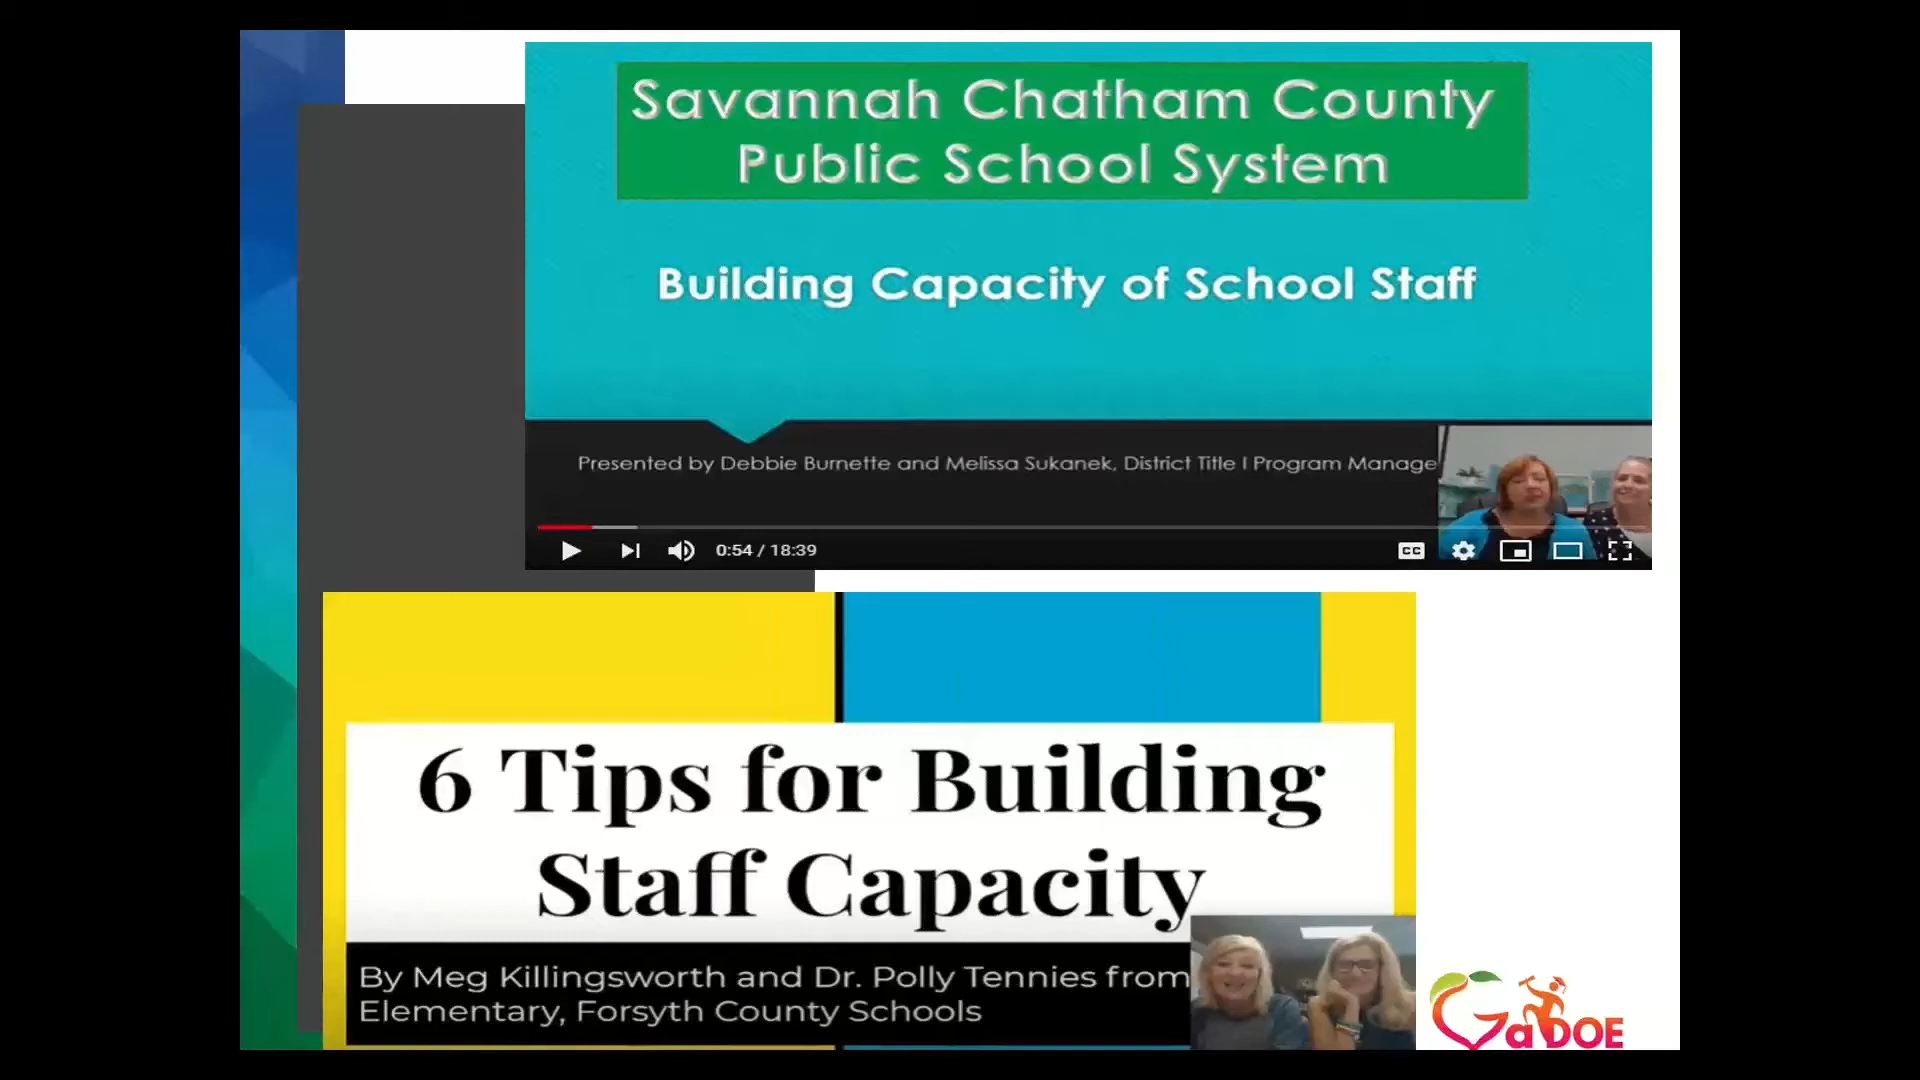 Savannah Chatham County
Public School System
Building Capacity of School Staff
Presented by Debbie Burnette and Melissa Sukanek, District Title I Program Manage
0:54 / 18:39
CC
6 Tips for Building
Staff Capacity
By Meg Killingsworth and Dr. Polly Tennies from
Elementary, Forsyth County Schools
GaDOE